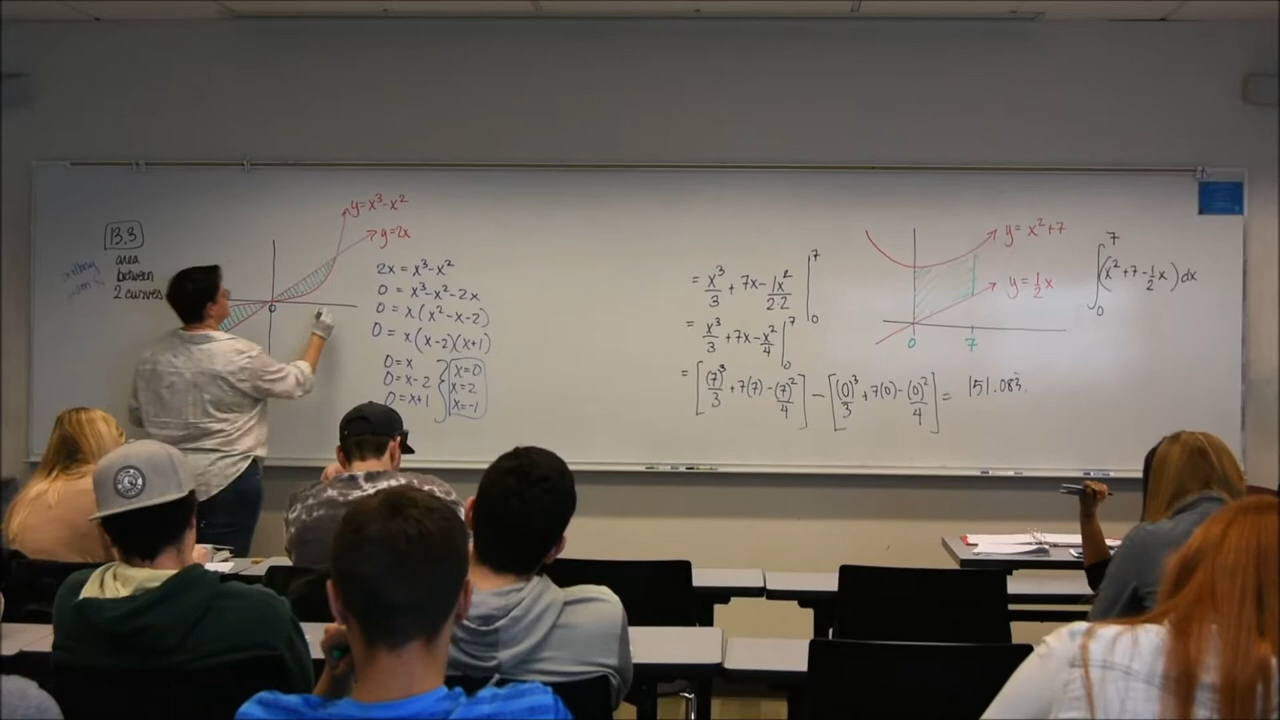 13.3
area
between
2 curves
y=x³-x²
y=2x
0
2x = x³-x²
0 = x³-x²-2x
0 = x(x²-x-2)
0 = x(x-2)(x+1)
0=x
0=x-2
0=x+1
x=0
x=2
x=-1
= x³/3 + 7x - 1x²/2·2 |₀⁷
= x³/3 + 7x - x²/4 |₀⁷
= [(7)³/3 + 7(7) - (7)²/4] - [(0)³/3 + 7(0) - (0)²/4] = 151.083̅.
y = x²+7
y = 1/2 x
0 7
∫₀⁷ (x² + 7 - 1/2 x) dx